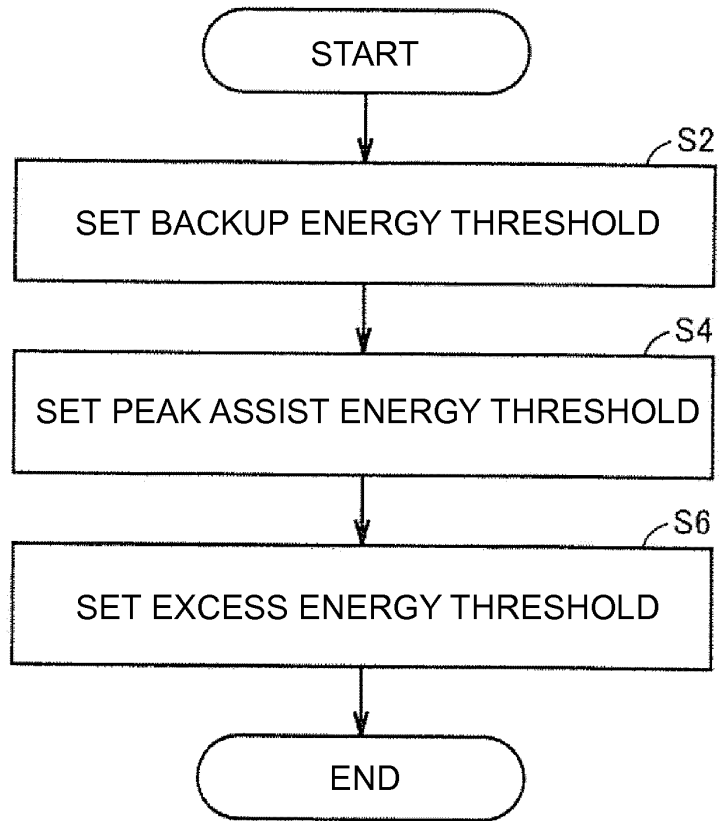 START
S2
SET BACKUP ENERGY THRESHOLD
S4
SET PEAK ASSIST ENERGY THRESHOLD
S6
SET EXCESS ENERGY THRESHOLD
END